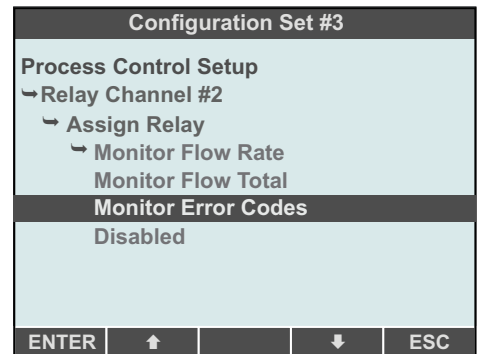 Configuration Set #3
Process Control Setup
➥Relay Channel #2
➥ Assign Relay
➥ Monitor Flow Rate
Monitor Flow Total
Monitor Error Codes
Disabled
ENTER ⬆ ⬇ ESC